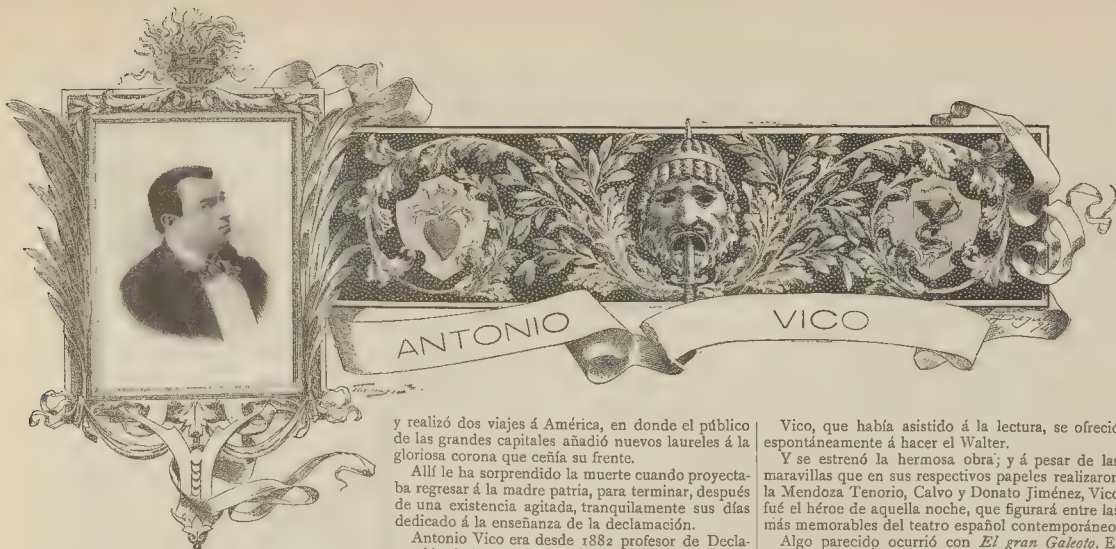 ANTONIO VICO
y realizó dos viajes á América, en donde el público
de las grandes capitales añadió nuevos laureles á la
gloriosa corona que ceñía su frente.
Allí le ha sorprendido la muerte cuando proyecta-
ba regresar á la madre patria, para terminar, después
de una existencia agitada, tranquilamente sus días
dedicado á la enseñanza de la declamación.
Antonio Vico era desde 1882 profesor de Decla-
Vico, que había asistido á la lectura, se ofreció
espontáneamente á hacer el Walter.
Y se estrenó la hermosa obra; y á pesar de las
maravillas que en sus respectivos papeles realizaron
la Mendoza Tenorio, Calvo y Donato Jiménez, Vico
fué el héroe de aquella noche, que figurará entre las
más memorables del teatro español contemporáneo.
Algo parecido ocurrió con El gran Galeoto. E